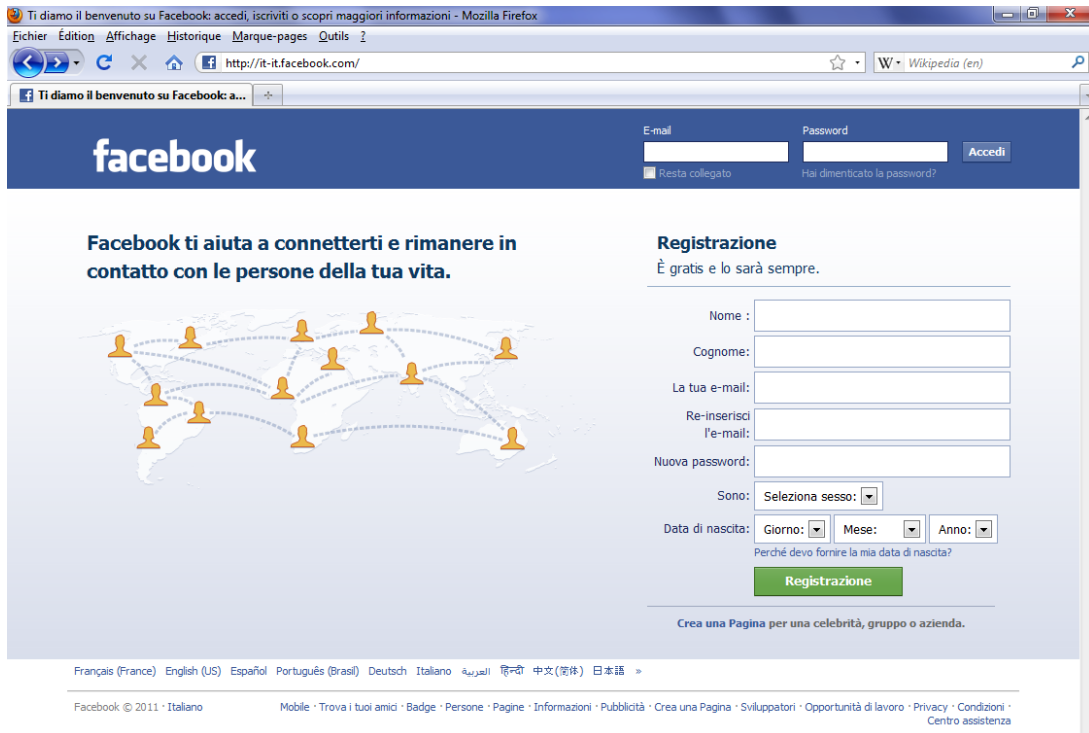 Ti diamo il benvenuto su Facebook: accedi, iscriviti o scopri maggiori informazioni - Mozilla Firefox
Fichier Édition Affichage Historique Marque-pages Outils ?
http://it-it.facebook.com/
Wikipedia (en)
Ti diamo il benvenuto su Facebook: a...
facebook
E-mail
Password
Accedi
Resta collegato
Hai dimenticato la password?
Facebook ti aiuta a connetterti e rimanere in
contatto con le persone della tua vita.
Registrazione
È gratis e lo sarà sempre.
Nome :
Cognome:
La tua e-mail:
Re-inserisci
l'e-mail:
Nuova password:
Sono: Seleziona sesso:
Data di nascita: Giorno: Mese: Anno:
Perché devo fornire la mia data di nascita?
Registrazione
Crea una Pagina per una celebrità, gruppo o azienda.
Français (France) English (US) Español Português (Brasil) Deutsch Italiano العربية हिन्दी 中文(简体) 日本語 »
Facebook © 2011 · Italiano
Mobile · Trova i tuoi amici · Badge · Persone · Pagine · Informazioni · Pubblicità · Crea una Pagina · Sviluppatori · Opportunità di lavoro · Privacy · Condizioni ·
Centro assistenza